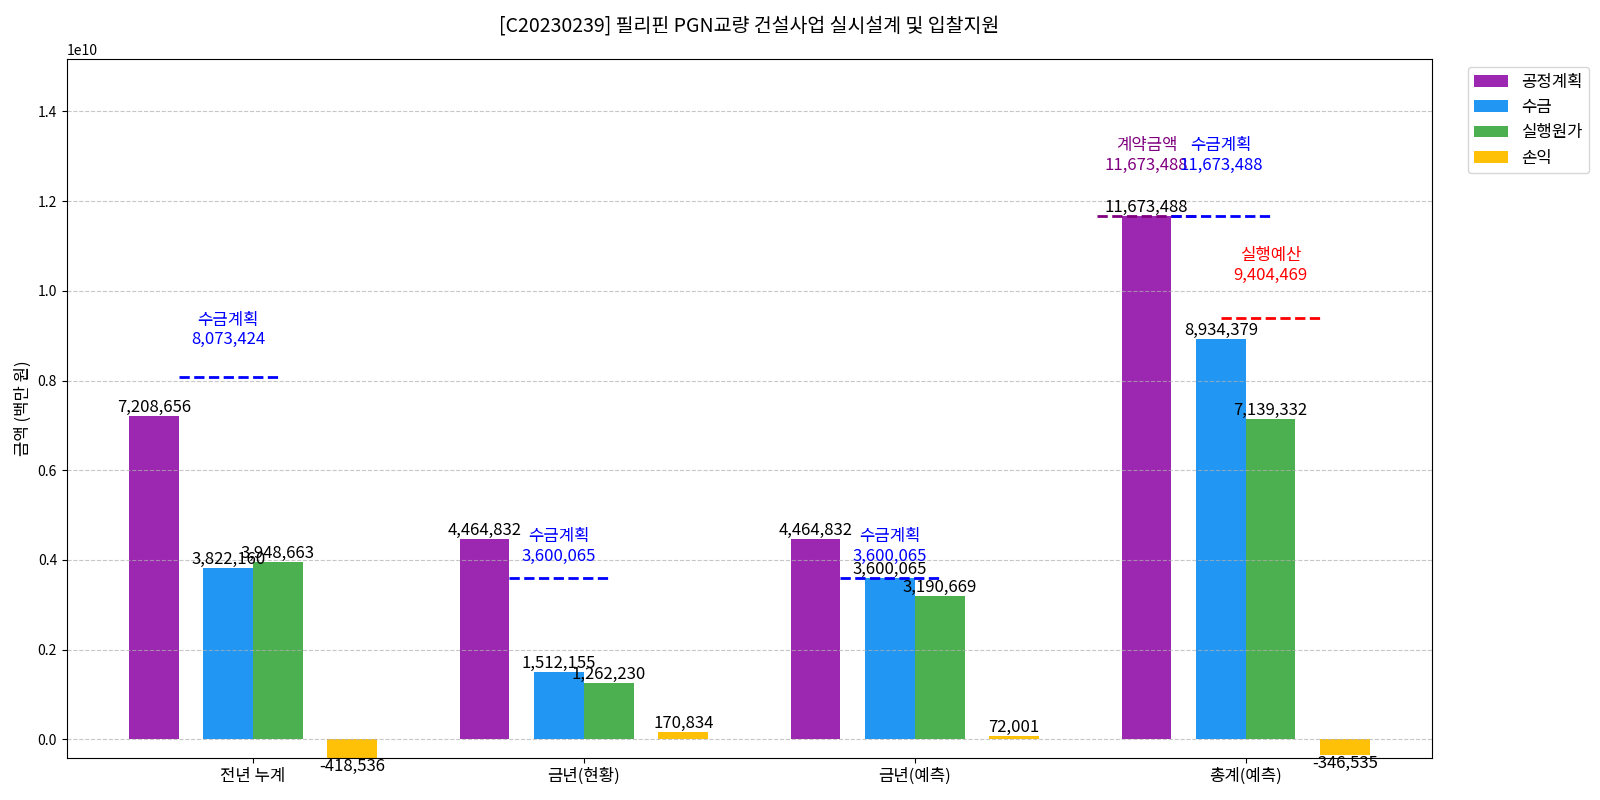 [C20230239] 필리핀 PGN교량 건설사업 실시설계 및 입찰지원
1e10
금액 (백만 원)
1.4
1.2
1.0
0.8
0.6
0.4
0.2
0.0
공정계획
수금
실행원가
손익
수금계획
8,073,424
7,208,656
3,822,160
3,948,663
-418,536
4,464,832
수금계획
3,600,065
1,512,155
1,262,230
170,834
4,464,832
수금계획
3,600,065
3,600,065
3,190,669
72,001
계약금액
11,673,488
수금계획
11,673,488
11,673,488
실행예산
9,404,469
8,934,379
7,139,332
-346,535
전년 누계
금년(현황)
금년(예측)
총계(예측)